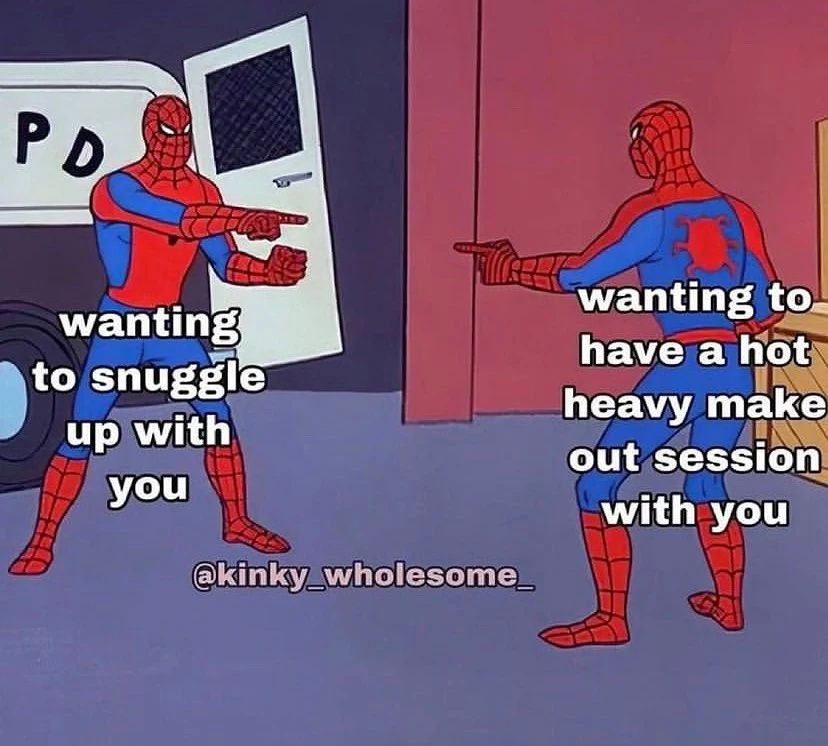 PD
wanting
to snuggle
up with
you
wanting to
have a hot
heavy make
out session
with you
@kinky_wholesome_